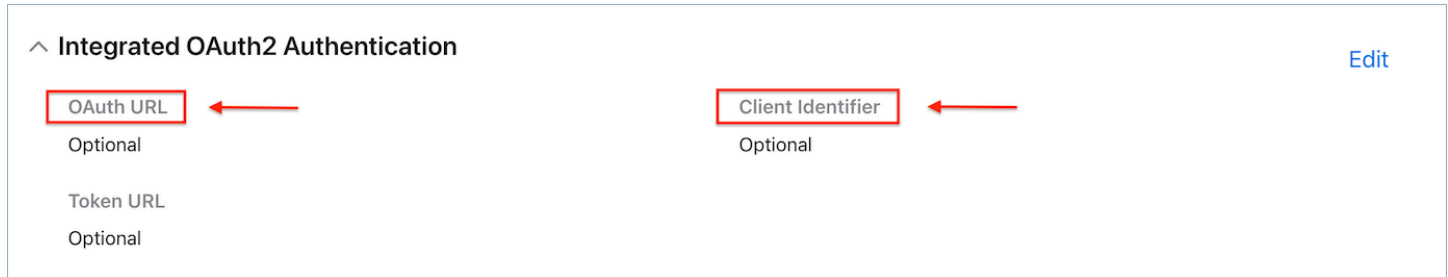 Integrated OAuth2 Authentication
Edit
OAuth URL
Client Identifier
Optional
Optional
Token URL
Optional